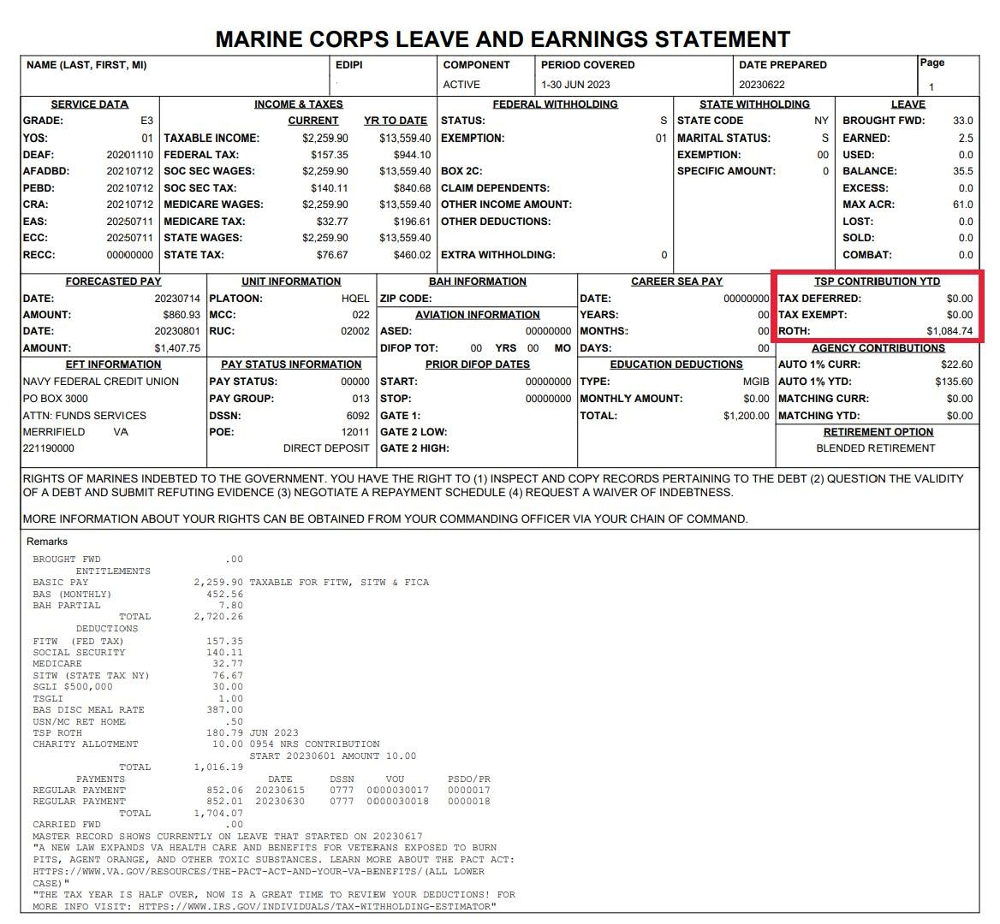 MARINE CORPS LEAVE AND EARNINGS STATEMENT
NAME (LAST, FIRST, MI) EDIPI COMPONENT PERIOD COVERED DATE PREPARED Page
ACTIVE 1-30 JUN 2023 20230622 1
SERVICE DATA
GRADE: E3
YOS: 01
DEAF: 20201110
AFADBD: 20210712
PEBD: 20210712
CRA: 20210712
EAS: 20250711
ECC: 20250711
RECC: 00000000
INCOME & TAXES
CURRENT YR TO DATE
TAXABLE INCOME: $2,259.90 $13,559.40
FEDERAL TAX: $157.35 $944.10
SOC SEC WAGES: $2,259.90 $13,559.40
SOC SEC TAX: $140.11 $840.68
MEDICARE WAGES: $2,259.90 $13,559.40
MEDICARE TAX: $32.77 $196.61
STATE WAGES: $2,259.90 $13,559.40
STATE TAX: $76.67 $460.02
FEDERAL WITHHOLDING
STATUS: S
EXEMPTION: 01
BOX 2C:
CLAIM DEPENDENTS:
OTHER INCOME AMOUNT:
OTHER DEDUCTIONS:
EXTRA WITHHOLDING: 0
STATE WITHHOLDING
STATE CODE NY
MARITAL STATUS: S
EXEMPTION: 00
SPECIFIC AMOUNT: 0
LEAVE
BROUGHT FWD: 33.0
EARNED: 2.5
USED: 0.0
BALANCE: 35.5
EXCESS: 0.0
MAX ACR: 61.0
LOST: 0.0
SOLD: 0.0
COMBAT: 0.0
FORECASTED PAY
DATE: 20230714
AMOUNT: $860.93
DATE: 20230801
AMOUNT: $1,407.75
UNIT INFORMATION
PLATOON: HQEL
MCC: 022
RUC: 02002
BAH INFORMATION
ZIP CODE:
AVIATION INFORMATION
ASED: 00000000
DIFOP TOT: 00 YRS 00 MO
CAREER SEA PAY
DATE: 00000000
YEARS: 00
MONTHS: 00
DAYS: 00
TSP CONTRIBUTION YTD
TAX DEFERRED: $0.00
TAX EXEMPT: $0.00
ROTH: $1,084.74
EFT INFORMATION
NAVY FEDERAL CREDIT UNION
PO BOX 3000
ATTN: FUNDS SERVICES
MERRIFIELD VA
221190000
PAY STATUS INFORMATION
PAY STATUS: 00000
PAY GROUP: 013
DSSN: 6092
POE: 12011
DIRECT DEPOSIT
PRIOR DIFOP DATES
START: 00000000
STOP: 00000000
GATE 1:
GATE 2 LOW:
GATE 2 HIGH:
EDUCATION DEDUCTIONS
TYPE: MGIB
MONTHLY AMOUNT: $0.00
TOTAL: $1,200.00
AGENCY CONTRIBUTIONS
AUTO 1% CURR: $22.60
AUTO 1% YTD: $135.60
MATCHING CURR: $0.00
MATCHING YTD: $0.00
RETIREMENT OPTION
BLENDED RETIREMENT
RIGHTS OF MARINES INDEBTED TO THE GOVERNMENT. YOU HAVE THE RIGHT TO (1) INSPECT AND COPY RECORDS PERTAINING TO THE DEBT (2) QUESTION THE VALIDITY
OF A DEBT AND SUBMIT REFUTING EVIDENCE (3) NEGOTIATE A REPAYMENT SCHEDULE (4) REQUEST A WAIVER OF INDEBTNESS.
MORE INFORMATION ABOUT YOUR RIGHTS CAN BE OBTAINED FROM YOUR COMMANDING OFFICER VIA YOUR CHAIN OF COMMAND.
Remarks
BROUGHT FWD .00
ENTITLEMENTS
BASIC PAY 2,259.90 TAXABLE FOR FITW, SITW & FICA
BAS (MONTHLY) 452.56
BAH PARTIAL 7.80
TOTAL 2,720.26
DEDUCTIONS
FITW (FED TAX) 157.35
SOCIAL SECURITY 140.11
MEDICARE 32.77
SITW (STATE TAX NY) 76.67
SGLI $500,000 30.00
TSGLI 1.00
BAS DISC MEAL RATE 387.00
USN/MC RET HOME .50
TSP ROTH 180.79 JUN 2023
CHARITY ALLOTMENT 10.00 0954 NRS CONTRIBUTION
START 20230601 AMOUNT 10.00
TOTAL 1,016.19
PAYMENTS DATE DSSN VOU PSDO/PR
REGULAR PAYMENT 852.06 20230615 0777 0000030017 0000017
REGULAR PAYMENT 852.01 20230630 0777 0000030018 0000018
TOTAL 1,704.07
CARRIED FWD .00
MASTER RECORD SHOWS CURRENTLY ON LEAVE THAT STARTED ON 20230617
"A NEW LAW EXPANDS VA HEALTH CARE AND BENEFITS FOR VETERANS EXPOSED TO BURN
PITS, AGENT ORANGE, AND OTHER TOXIC SUBSTANCES. LEARN MORE ABOUT THE PACT ACT:
HTTPS://WWW.VA.GOV/RESOURCES/THE-PACT-ACT-AND-YOUR-VA-BENEFITS/(ALL LOWER
CASE)"
"THE TAX YEAR IS HALF OVER, NOW IS A GREAT TIME TO REVIEW YOUR DEDUCTIONS! FOR
MORE INFO VISIT: HTTPS://WWW.IRS.GOV/INDIVIDUALS/TAX-WITHHOLDING-ESTIMATOR"